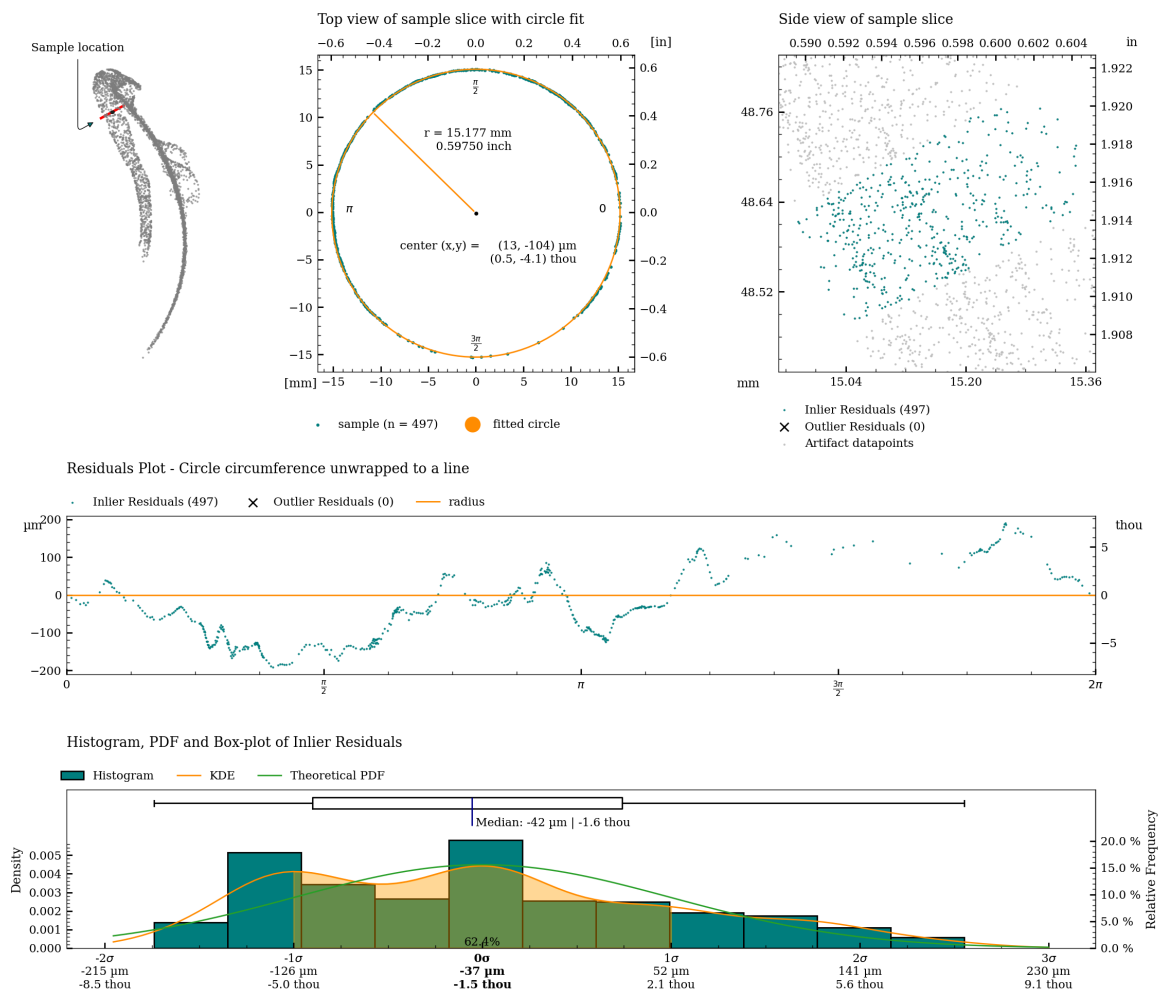 Sample location
Top view of sample slice with circle fit
−0.6 −0.4 −0.2 0.0 0.2 0.4 0.6 [in]
15 10 5 0 −5 −10 −15
0.6 0.4 0.2 0.0 −0.2 −0.4 −0.6
π/2
r = 15.177 mm
0.59750 inch
π
0
center (x,y) = (13, -104) µm
(0.5, -4.1) thou
3π/2
[mm] −15 −10 −5 0 5 10 15
sample (n = 497) fitted circle
Side view of sample slice
0.590 0.592 0.594 0.596 0.598 0.600 0.602 0.604 in
48.76 48.64 48.52
1.922 1.920 1.918 1.916 1.914 1.912 1.910 1.908
mm 15.04 15.20 15.36
Inlier Residuals (497)
Outlier Residuals (0)
Artifact datapoints
Residuals Plot - Circle circumference unwrapped to a line
Inlier Residuals (497) Outlier Residuals (0) radius
µm thou
200 100 0 −100 −200
5 0 −5
0 π/2 π 3π/2 2π
Histogram, PDF and Box-plot of Inlier Residuals
Histogram KDE Theoretical PDF
Median: -42 µm | -1.6 thou
Density
0.005 0.004 0.003 0.002 0.001 0.000
Relative Frequency
20.0 % 15.0 % 10.0 % 5.0 % 0.0 %
62.4%
-2σ -1σ 0σ 1σ 2σ 3σ
-215 µm -126 µm -37 µm 52 µm 141 µm 230 µm
-8.5 thou -5.0 thou -1.5 thou 2.1 thou 5.6 thou 9.1 thou